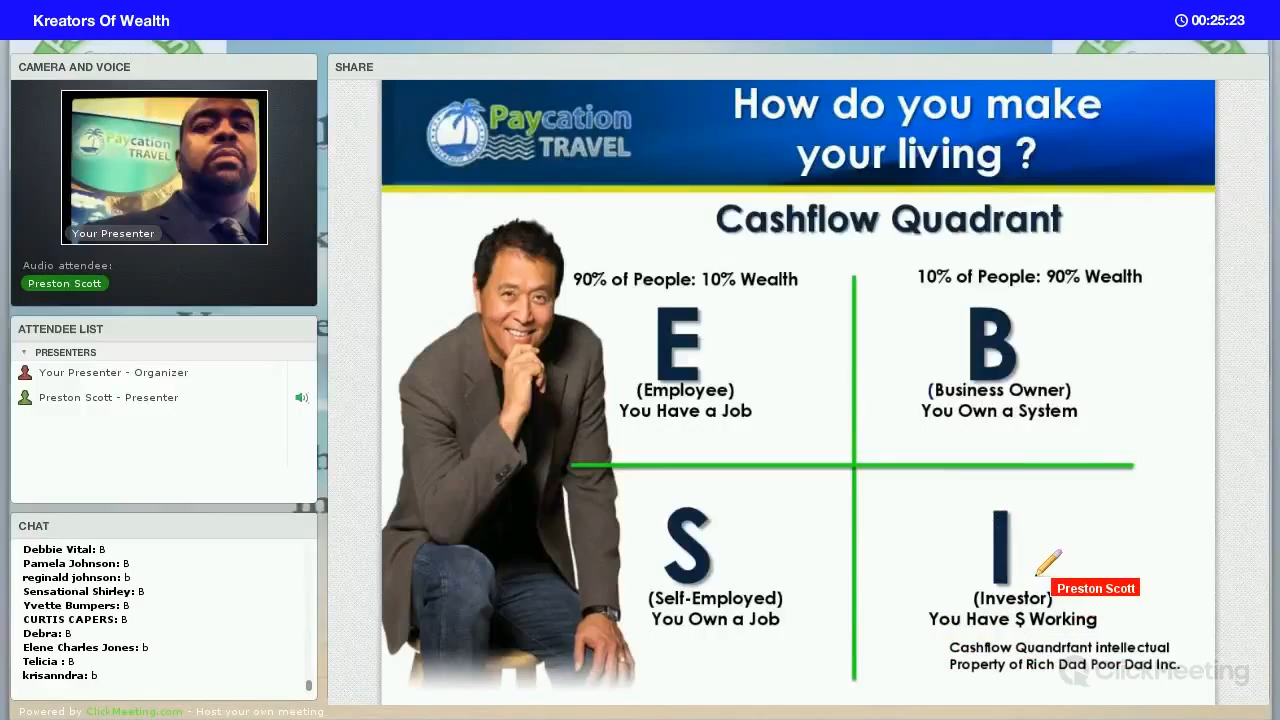 Kreators Of Wealth
00:25:23
CAMERA AND VOICE
Paycation
TRAVEL
Your Presenter
Audio attendee:
Preston Scott
ATTENDEE LIST
PRESENTERS
Your Presenter - Organizer
Preston Scott - Presenter
CHAT
Debbie Vital: B
Pamela Johnson: B
reginald johnson: b
Sensational Shirley: B
Yvette Bumpers: B
CURTIS CAPERS: B
Debra: B
Elene Charles Jones: b
Telicia : B
krisanndra: b
Powered by ClickMeeting.com - Host your own meeting
SHARE
Paycation
TRAVEL
How do you make
your living ?
Cashflow Quadrant
90% of People: 10% Wealth
10% of People: 90% Wealth
E
(Employee)
You Have a Job
B
(Business Owner)
You Own a System
S
(Self-Employed)
You Own a Job
I
Preston Scott
(Investor)
You Have $ Working
Cashflow Quandrfant intellectual
Property of Rich Dad Poor Dad Inc.
ClickMeeting